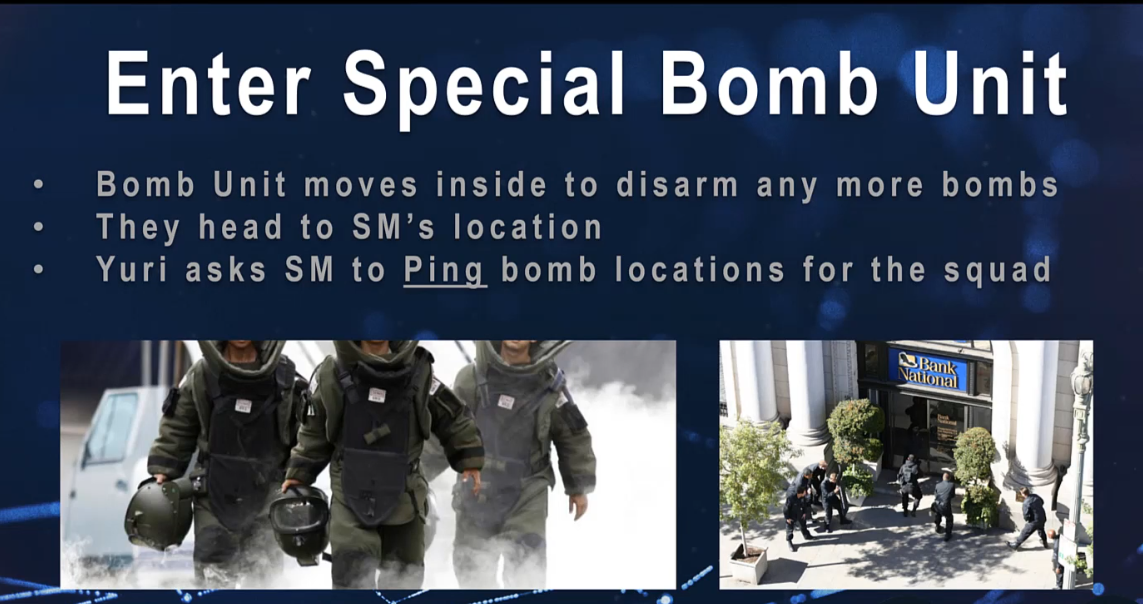 Enter Special Bomb Unit
• Bomb Unit moves inside to disarm any more bombs
• They head to SM’s location
• Yuri asks SM to Ping bomb locations for the squad
Bank
National